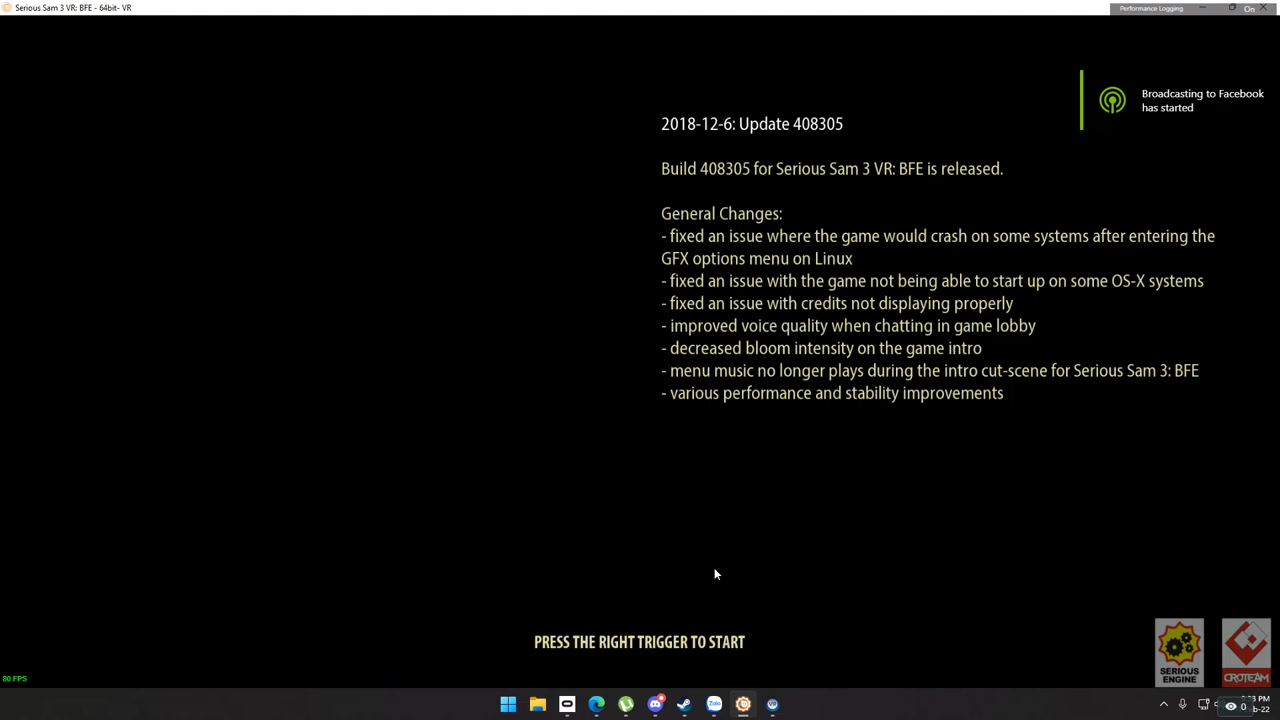 Serious Sam 3 VR: BFE - 64bit- VR
Performance Logging
On
Broadcasting to Facebook
has started
2018-12-6: Update 408305
Build 408305 for Serious Sam 3 VR: BFE is released.
General Changes:
- fixed an issue where the game would crash on some systems after entering the
GFX options menu on Linux
- fixed an issue with the game not being able to start up on some OS-X systems
- fixed an issue with credits not displaying properly
- improved voice quality when chatting in game lobby
- decreased bloom intensity on the game intro
- menu music no longer plays during the intro cut-scene for Serious Sam 3: BFE
- various performance and stability improvements
PRESS THE RIGHT TRIGGER TO START
SERIOUS
ENGINE
CROTEAM
80 FPS
Zalo
PM
0
-22